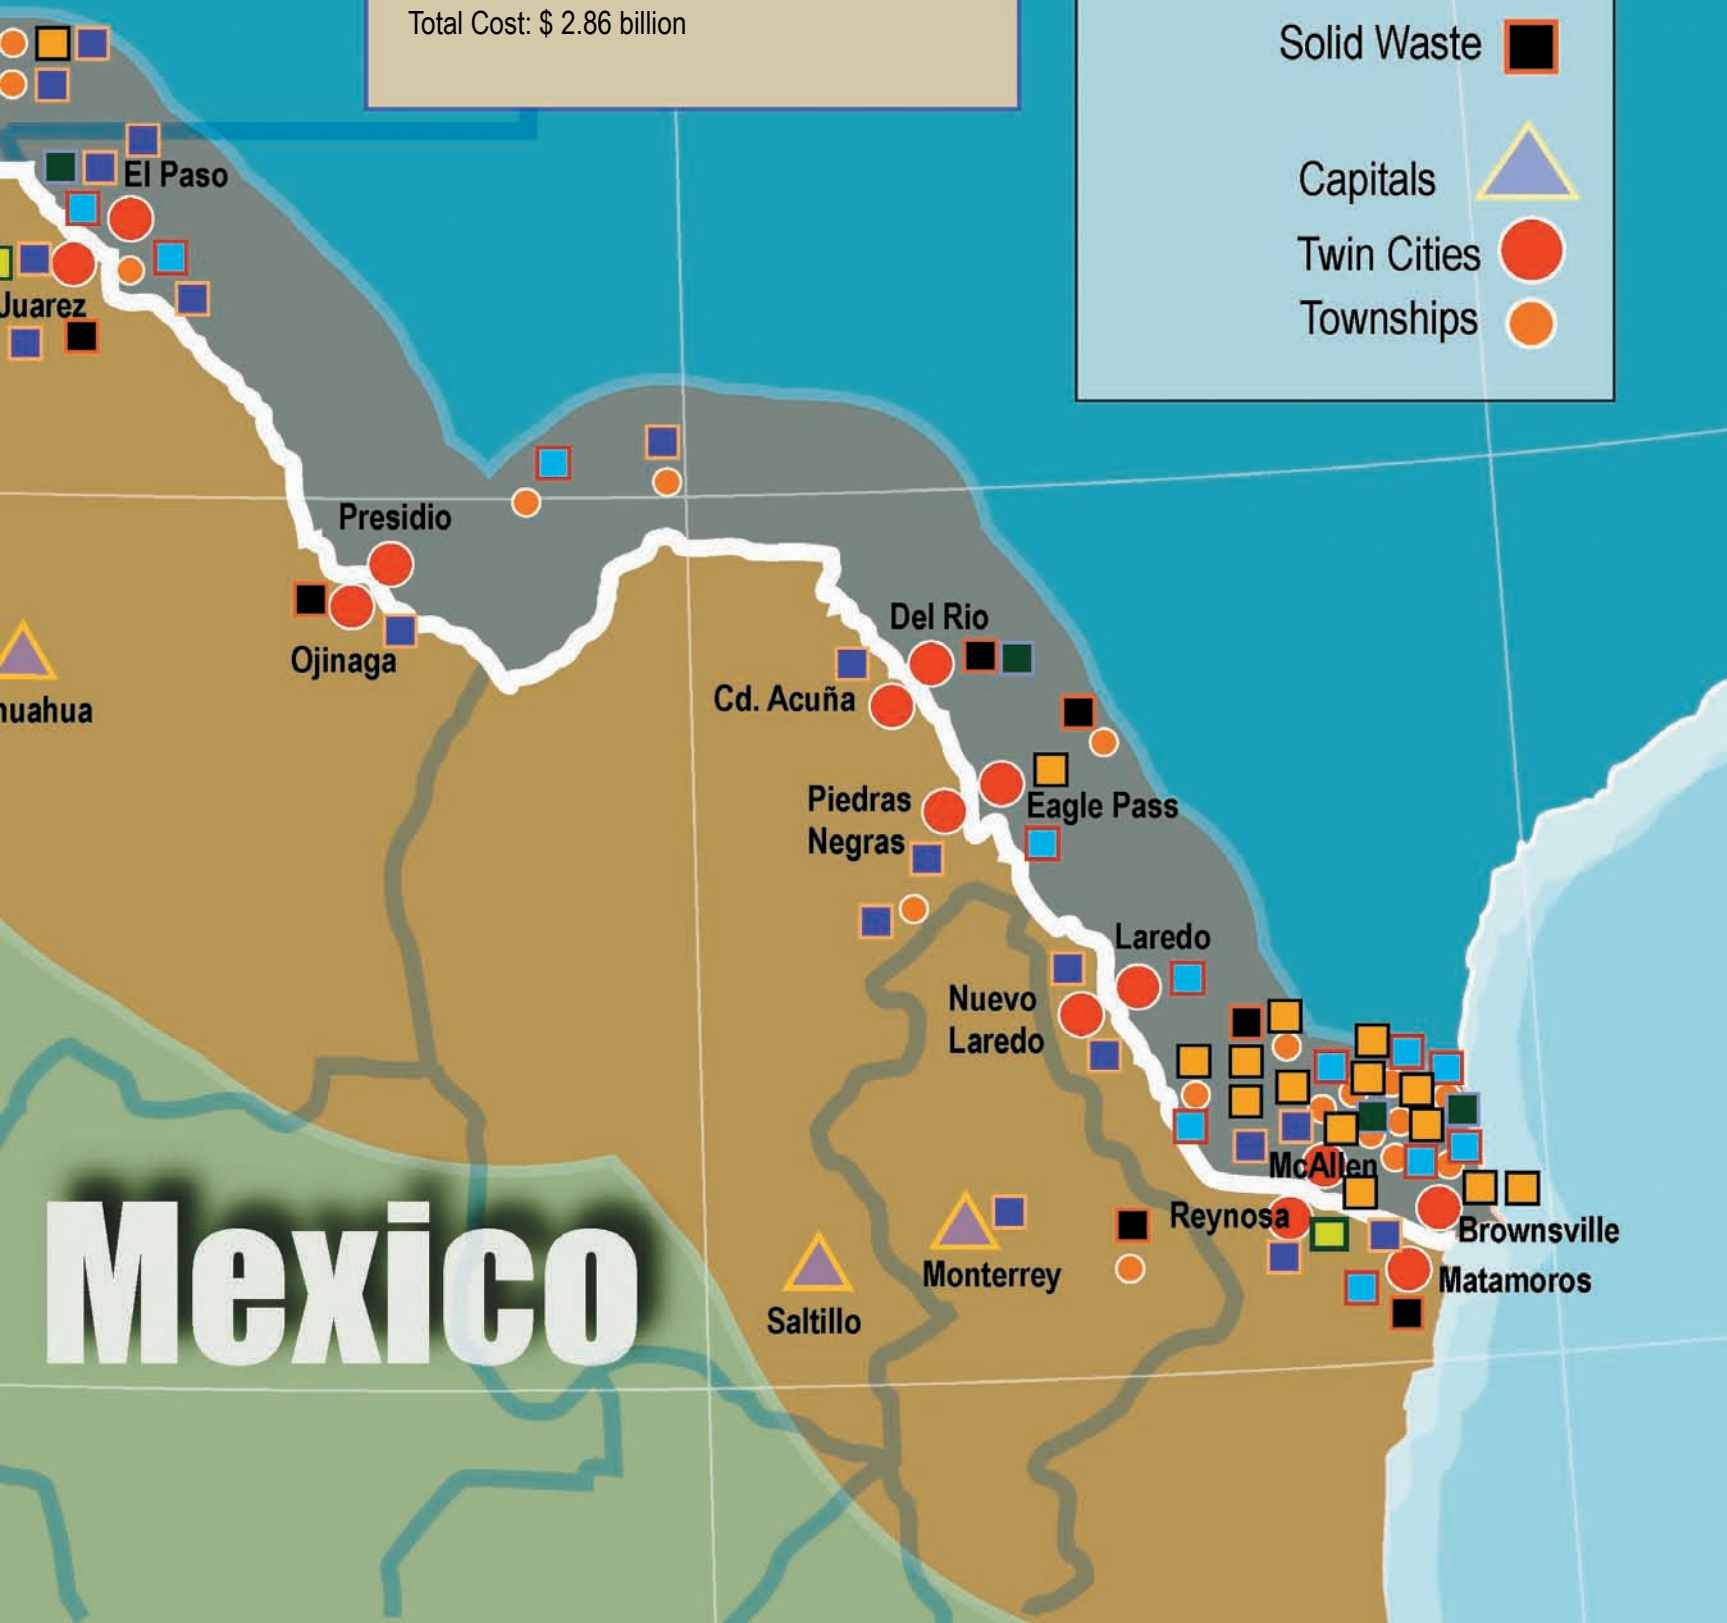 Total Cost: $ 2.86 billion
Solid Waste
Capitals
Twin Cities
Townships
El Paso
Juarez
Presidio
Ojinaga
huahua
Del Rio
Cd. Acuña
Piedras
Negras
Eagle Pass
Laredo
Nuevo
Laredo
McAllen
Reynosa
Brownsville
Matamoros
Monterrey
Saltillo
Mexico